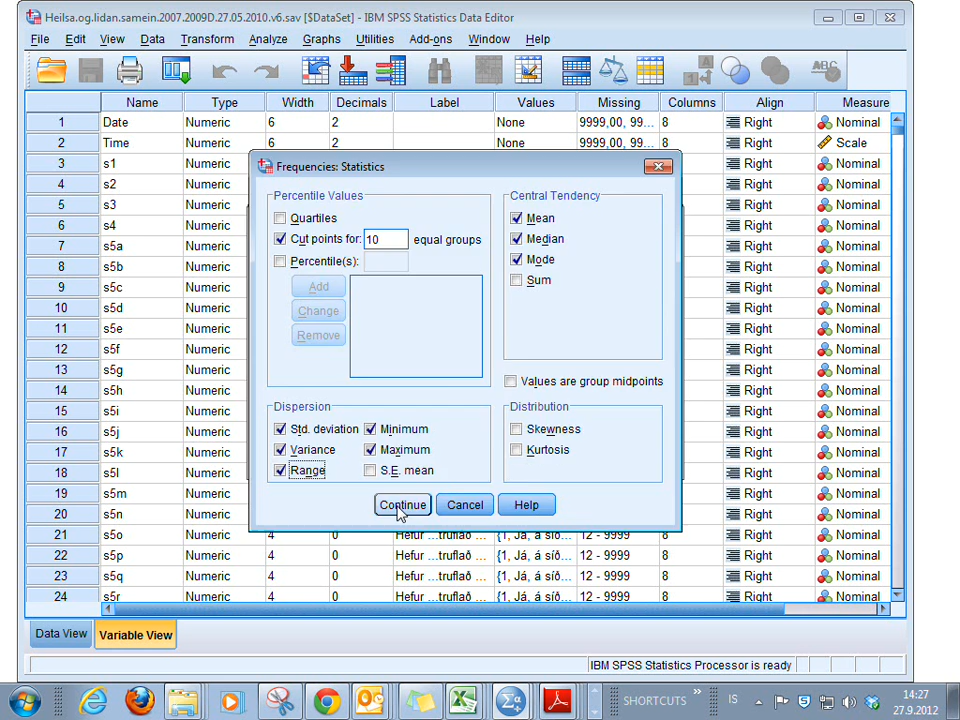 Heilsa.og.lidan.samein.2007.2009D.27.05.2010.v6.sav [$DataSet] - IBM SPSS Statistics Data Editor
File Edit View Data Transform Analyze Graphs Utilities Add-ons Window Help
Name Type Width Decimals Label Values Missing Columns Align Measure
1 Date Numeric 6 2 None 9999,00, 99... 8 Right Nominal
2 Time Numeric 6 2 None 9999,00, 99... 8 Right Scale
3 s1 Numeric Right Nominal
4 s2 Numeric Right Nominal
5 s3 Numeric Right Nominal
6 s4 Numeric Right Nominal
7 s5a Numeric Right Nominal
8 s5b Numeric Right Nominal
9 s5c Numeric Right Nominal
10 s5d Numeric Right Nominal
11 s5e Numeric Right Nominal
12 s5f Numeric Right Nominal
13 s5g Numeric Right Nominal
14 s5h Numeric Right Nominal
15 s5i Numeric Right Nominal
16 s5j Numeric Right Nominal
17 s5k Numeric Right Nominal
18 s5l Numeric Right Nominal
19 s5m Numeric Right Nominal
20 s5n Numeric Right Nominal
21 s5o Numeric 4 0 Hefur ...truflað ... {1, Já, á síð... 12 - 9999 8 Right Nominal
22 s5p Numeric 4 0 Hefur ...truflað ... {1, Já, á síð... 12 - 9999 8 Right Nominal
23 s5q Numeric 4 0 Hefur ...truflað ... {1, Já, á síð... 12 - 9999 8 Right Nominal
24 s5r Numeric 4 0 Hefur ...truflað ... {1, Já, á síð... 12 - 9999 8 Right Nominal
Frequencies: Statistics
Percentile Values
Quartiles
Cut points for: 10 equal groups
Percentile(s):
Add
Change
Remove
Central Tendency
Mean
Median
Mode
Sum
Values are group midpoints
Dispersion
Std. deviation Minimum
Variance Maximum
Range S.E. mean
Distribution
Skewness
Kurtosis
Continue Cancel Help
Data View Variable View
IBM SPSS Statistics Processor is ready
SHORTCUTS » IS 14:27
27.9.2012